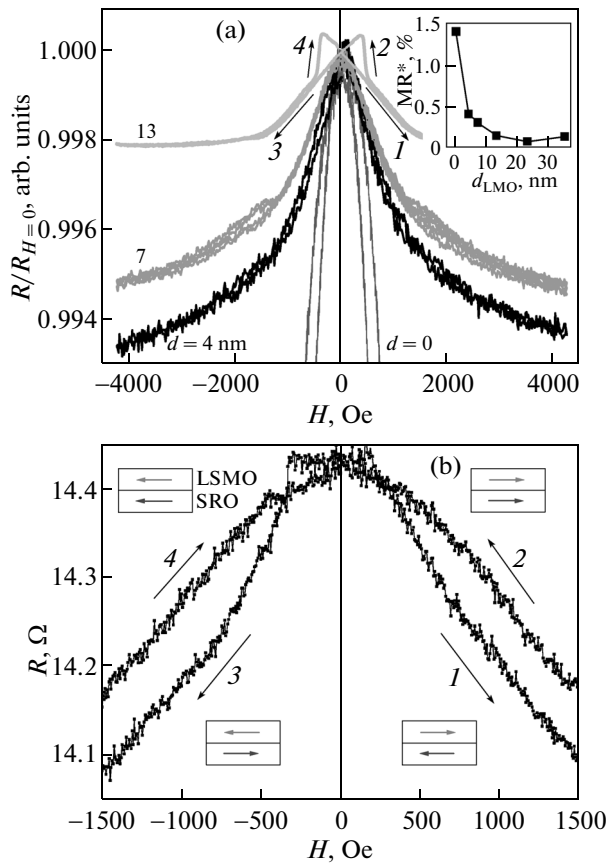 (a)
4
2
1.000
0.998
0.996
0.994
R/R_{H = 0}, arb. units
13
7
d = 4 nm
d = 0
3
1
MR*, %
1.5
1.0
0.5
0
0 10 20 30
d_{LMO}, nm
−4000 −2000 0 2000 4000
H, Oe
(b)
LSMO
SRO
14.4
14.3
14.2
14.1
R, Ω
4
2
3
1
−1500 −1000 −500 0 500 1000 1500
H, Oe